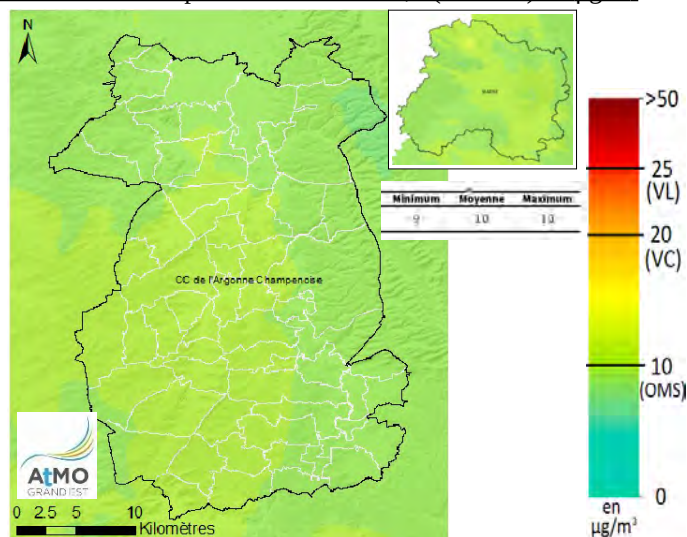 N
CC de l'Argonne Champenoise
Minimum Moyenne Maximum
9 10
>50
25
(VL)
20
(VC)
10
(OMS)
0
en
µg/m³
AtMO
GRAND EST
0 2.5 5 10
Kilomètres